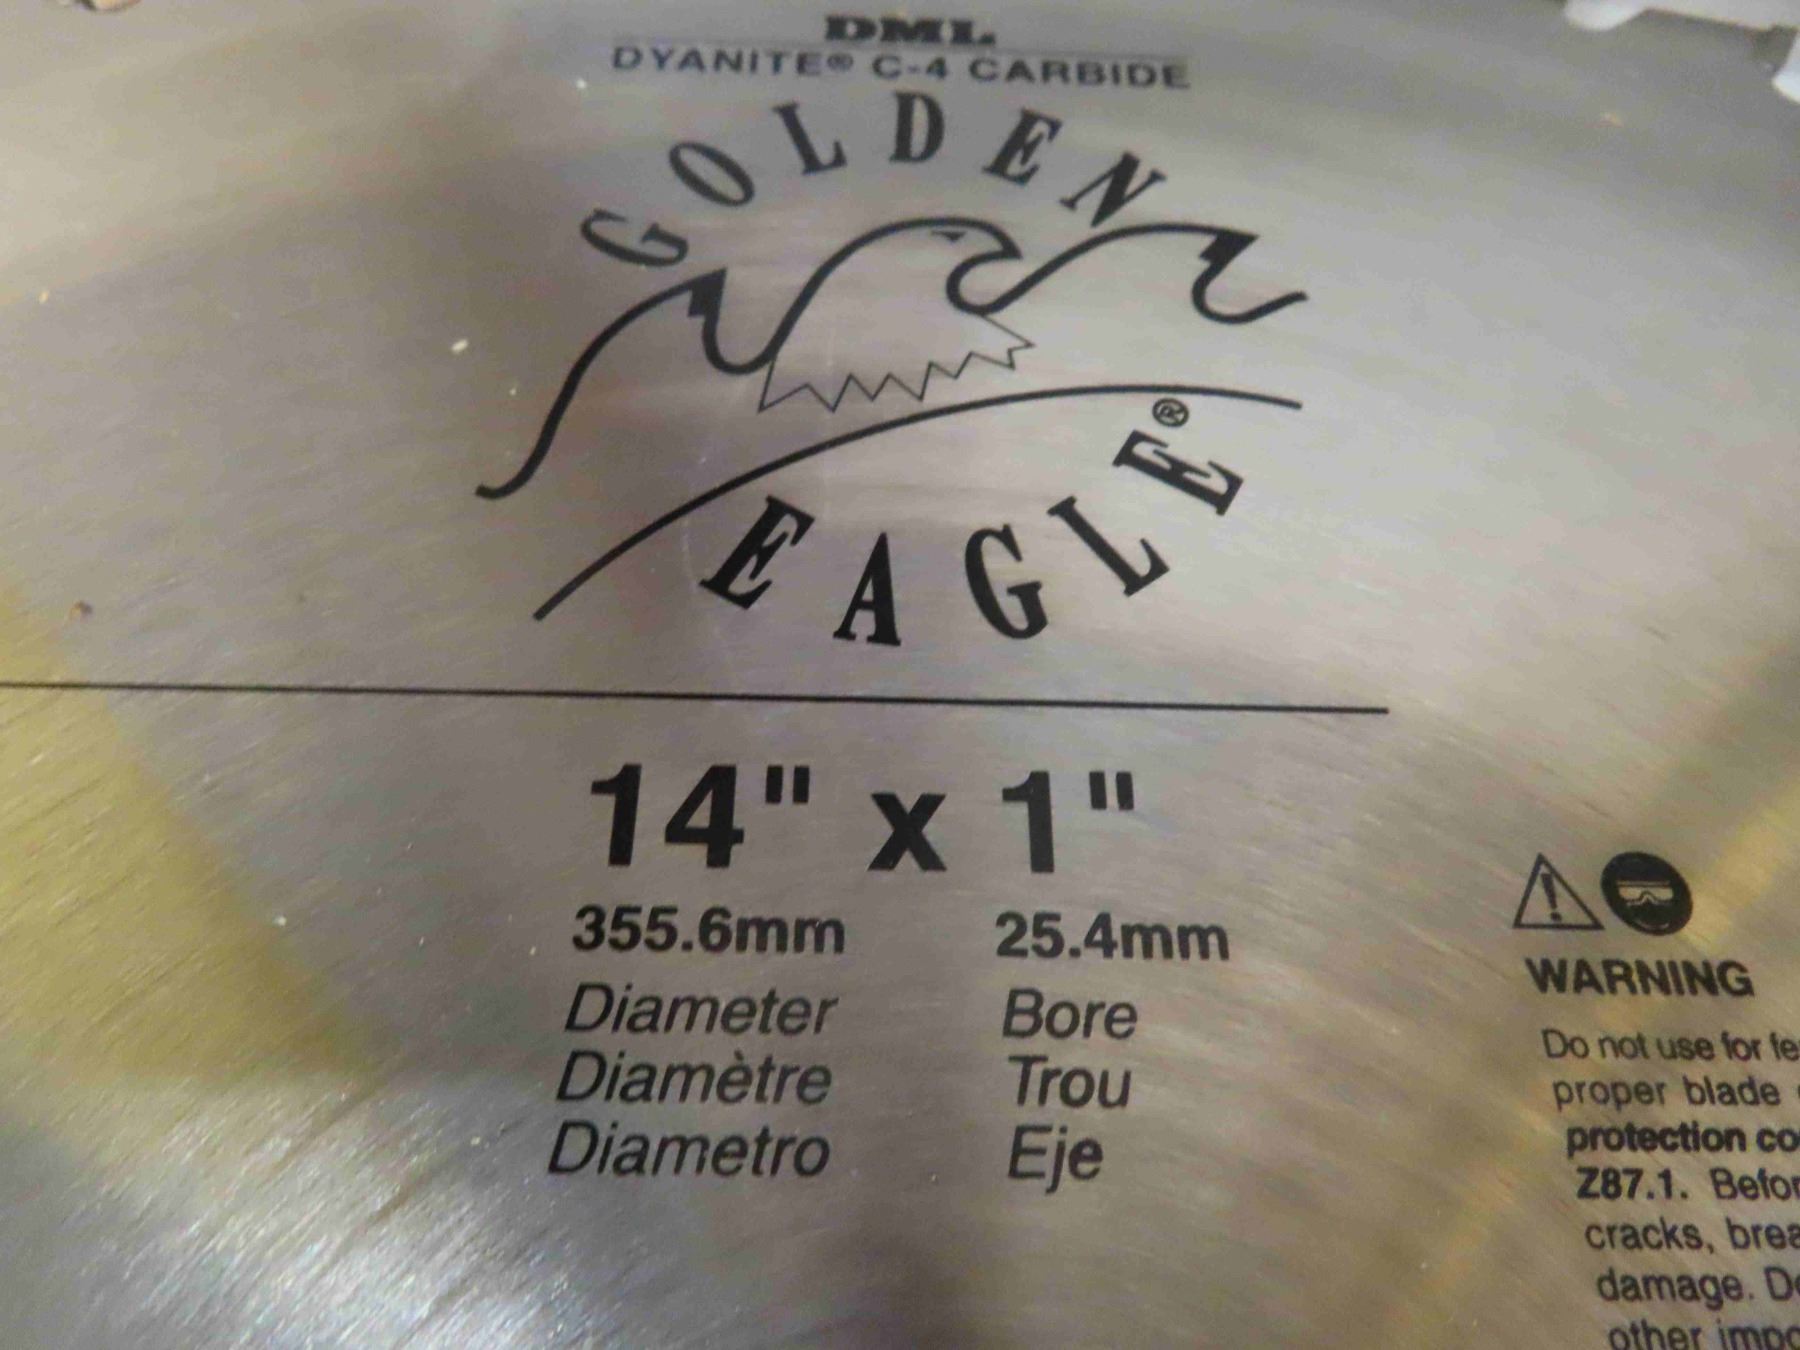 DML
DYANITE® C-4 CARBIDE
GOLDEN
EAGLE®
14" x 1"
355.6mm 25.4mm
Diameter Bore
Diamètre Trou
Diametro Eje
WARNING
Do not use for
proper blade
protection
Z87.1.
cracks,
damage.
other